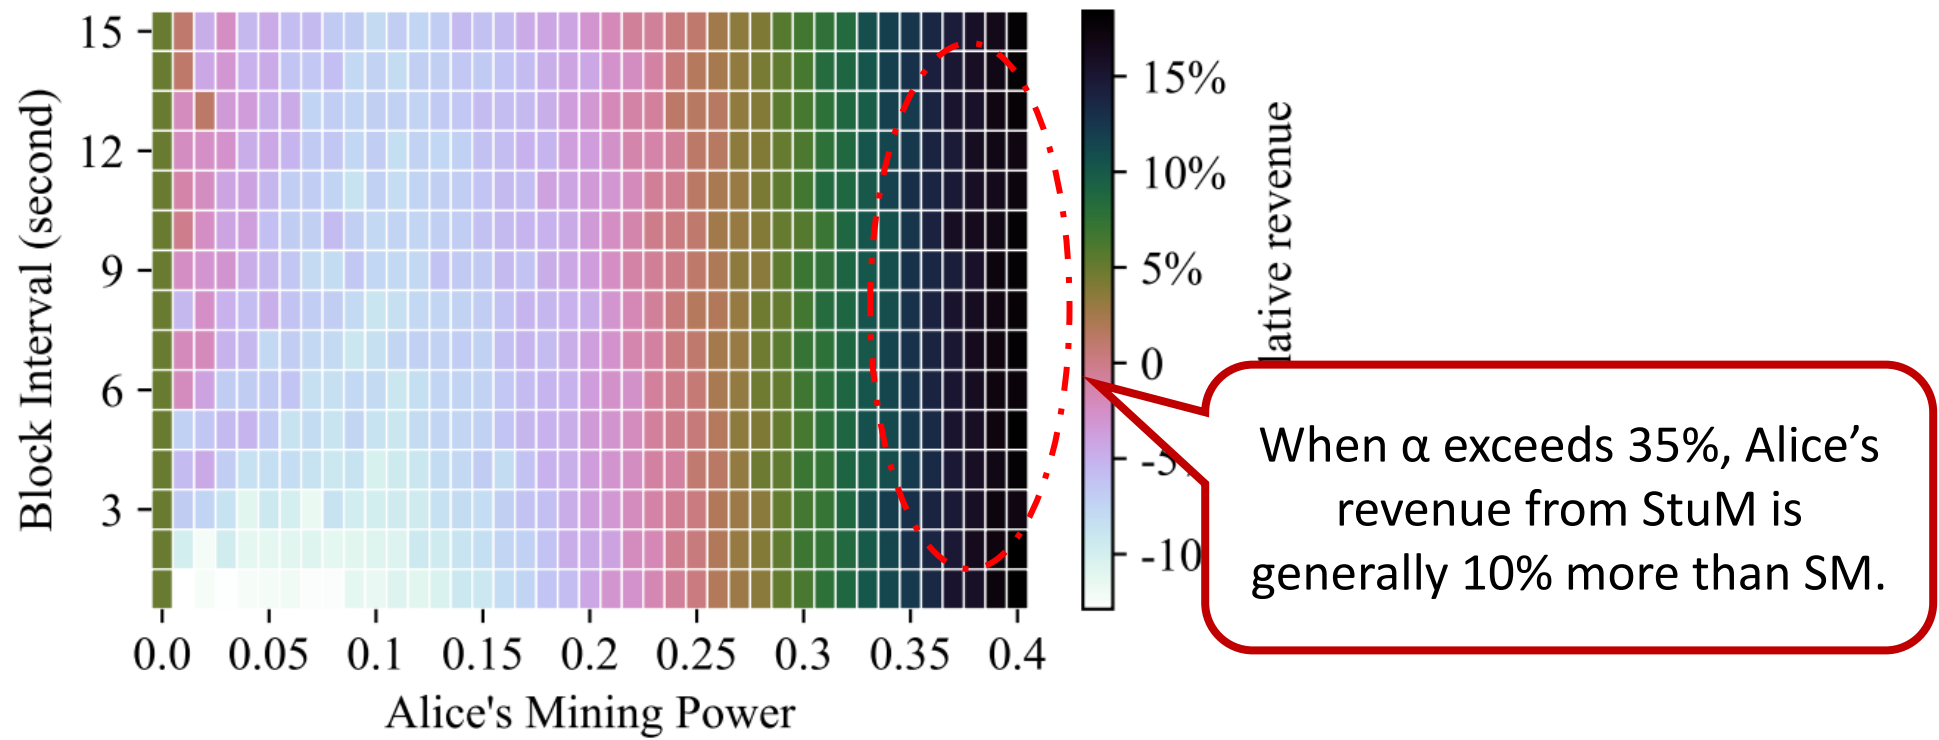 15
12
9
6
3
Block Interval (second)
0.0 0.05 0.1 0.15 0.2 0.25 0.3 0.35 0.4
Alice's Mining Power
15%
10%
5%
0
-5
-10
revenue
When α exceeds 35%, Alice’s
revenue from StuM is
generally 10% more than SM.